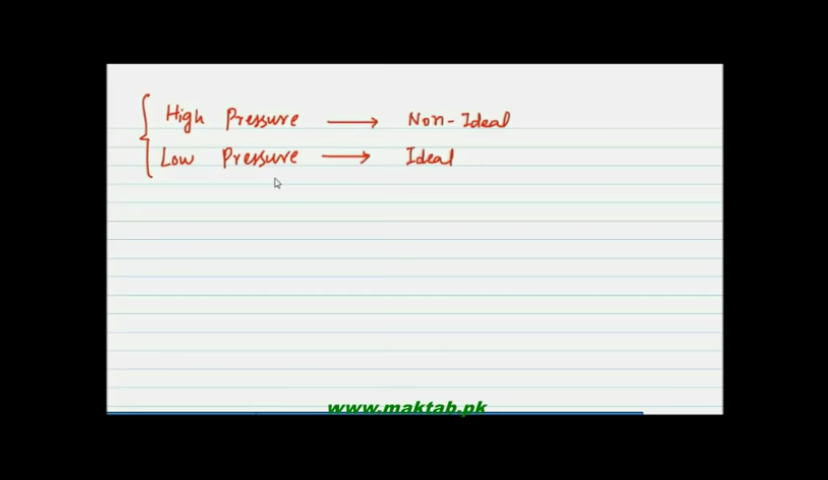 High Pressure ⟶ Non-Ideal
Low Pressure ⟶ Ideal
www.maktab.pk